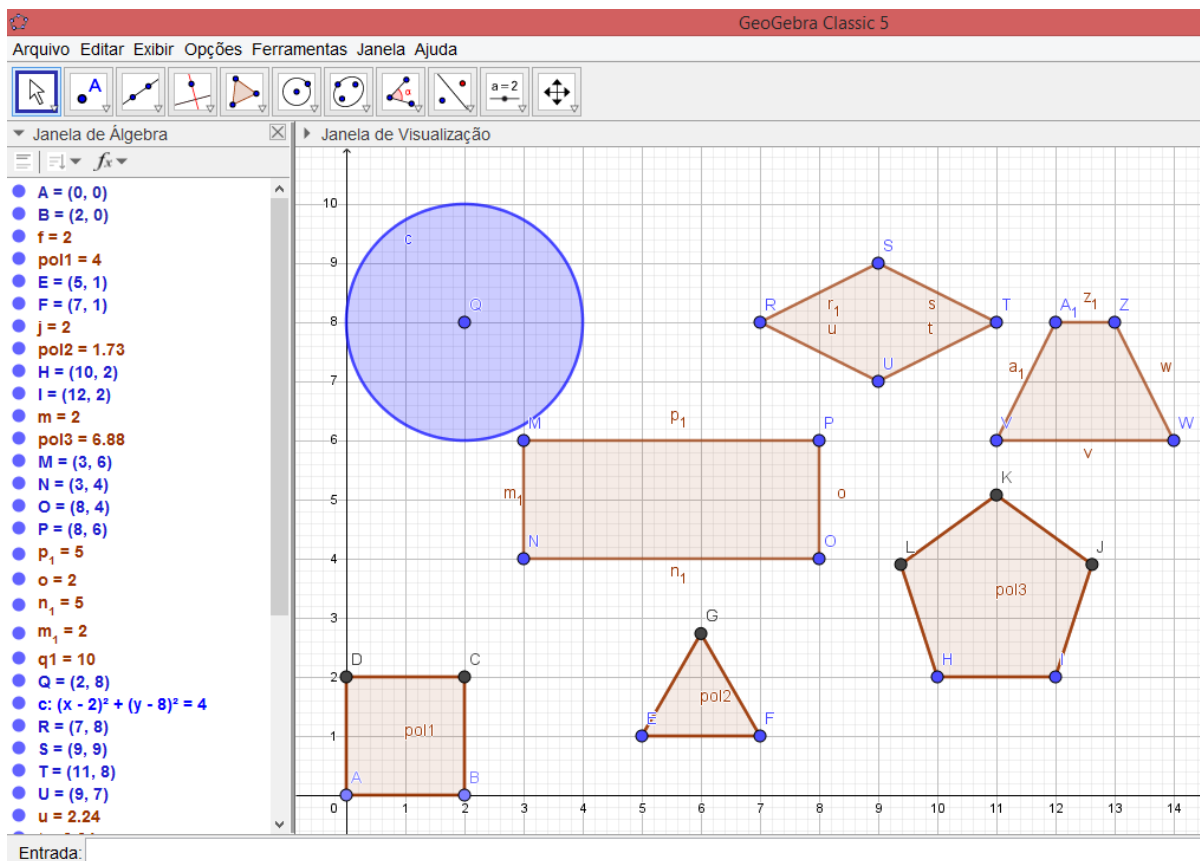 GeoGebra Classic 5
Arquivo Editar Exibir Opções Ferramentas Janela Ajuda
A
α
a = 2
Janela de Álgebra
Janela de Visualização
fx
A = (0, 0)
B = (2, 0)
f = 2
pol1 = 4
E = (5, 1)
F = (7, 1)
j = 2
pol2 = 1.73
H = (10, 2)
I = (12, 2)
m = 2
pol3 = 6.88
M = (3, 6)
N = (3, 4)
O = (8, 4)
P = (8, 6)
p₁ = 5
o = 2
n₁ = 5
m₁ = 2
q1 = 10
Q = (2, 8)
c: (x - 2)² + (y - 8)² = 4
R = (7, 8)
S = (9, 9)
T = (11, 8)
U = (9, 7)
u = 2.24
10
c
9
S
Q
R
r₁
s
T
A₁
z₁
Z
8
u
t
U
a₁
w
7
M
p₁
P
V
W
6
v
K
m₁
o
5
N
O
L
J
4
n₁
pol3
3
G
D
C
H
I
2
pol2
pol1
E
F
1
A
B
0 1 2 3 4 5 6 7 8 9 10 11 12 13 14
Entrada: